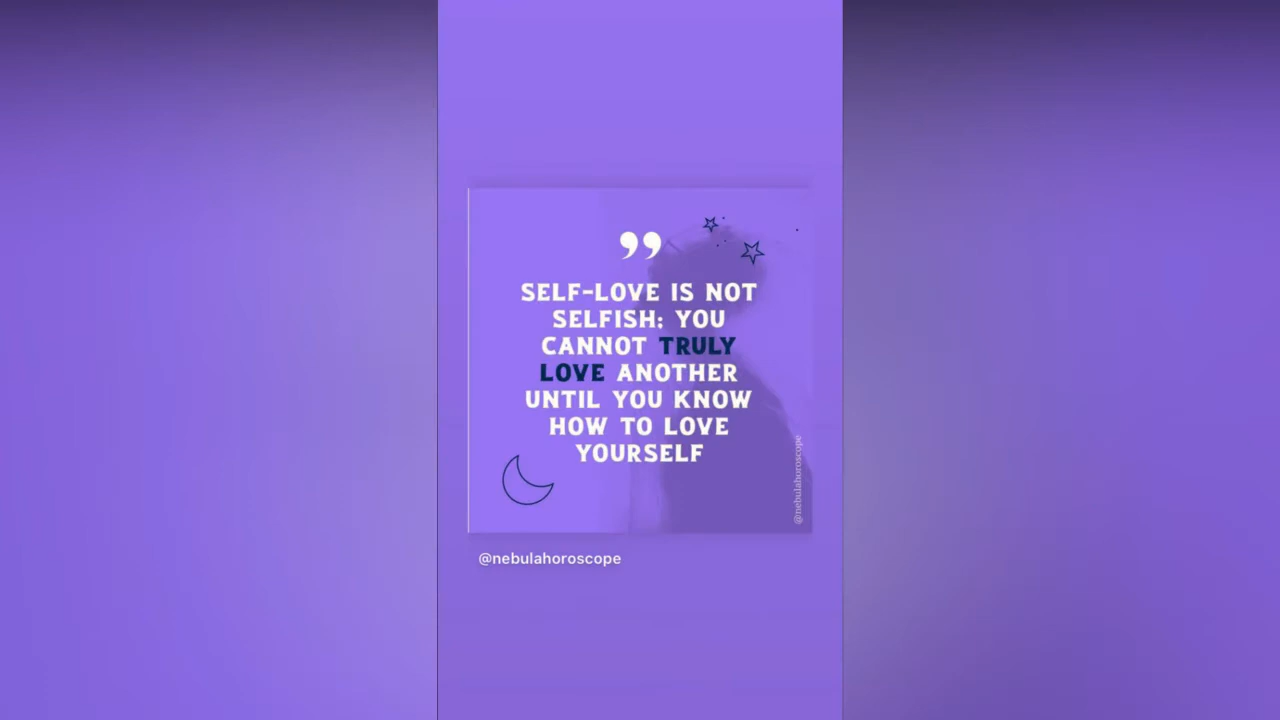 ❜❜
SELF-LOVE IS NOT
SELFISH: YOU
CANNOT TRULY
LOVE ANOTHER
UNTIL YOU KNOW
HOW TO LOVE
YOURSELF
@nebulahoroscope
@nebulahoroscope